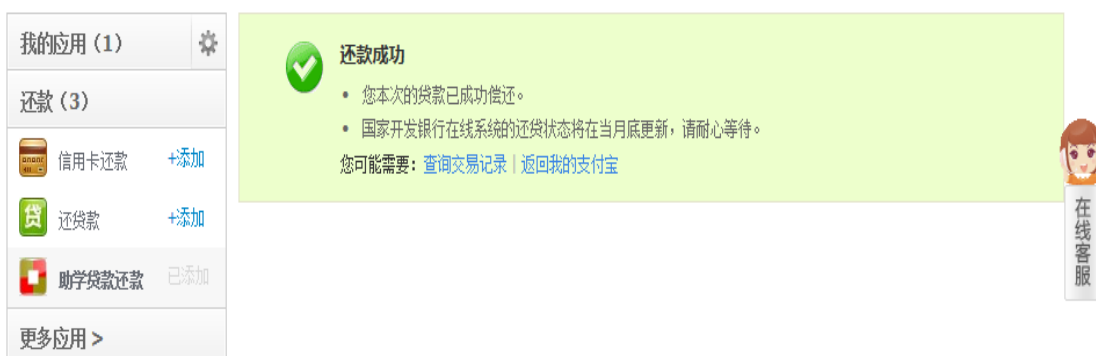 我的应用（1）
还款（3）
信用卡还款 +添加
贷 还贷款 +添加
助学贷款还款 已添加
更多应用 >
还款成功
• 您本次的贷款已成功偿还。
• 国家开发银行在线系统的还贷状态将在当月底更新，请耐心等待。
您可能需要：查询交易记录 | 返回我的支付宝
在线客服